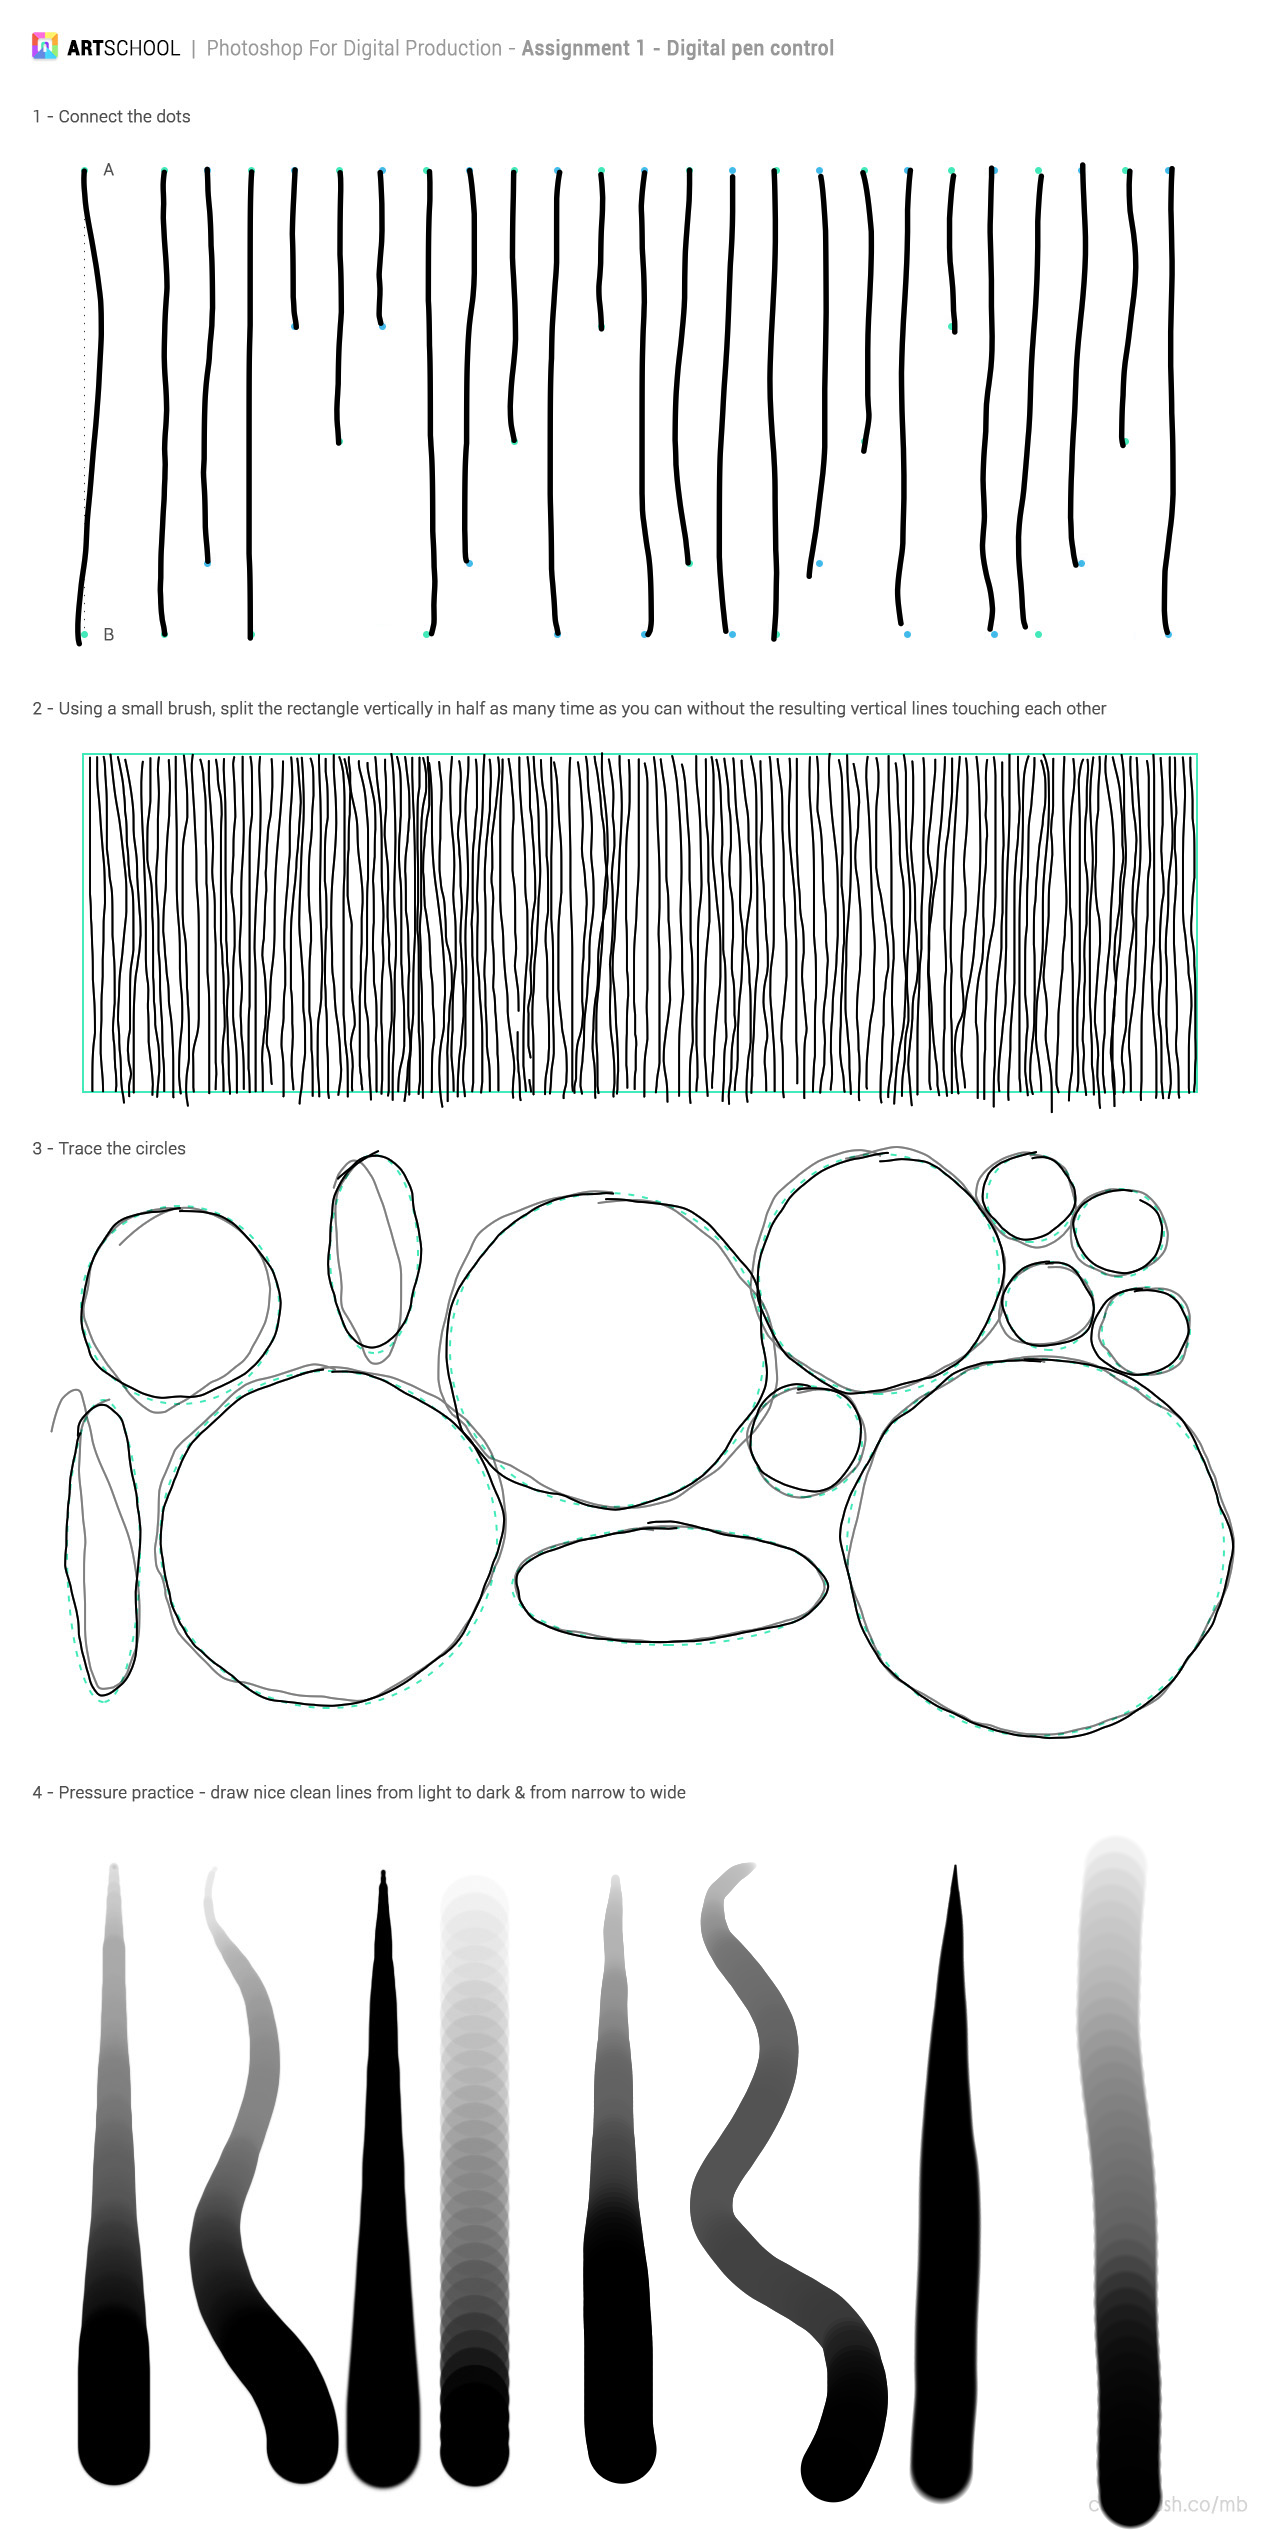 ARTSCHOOL | Photoshop For Digital Production - Assignment 1 - Digital pen control
1 - Connect the dots
A
B
2 - Using a small brush, split the rectangle vertically in half as many time as you can without the resulting vertical lines touching each other
3 - Trace the circles
4 - Pressure practice - draw nice clean lines from light to dark & from narrow to wide
sh.co/mb